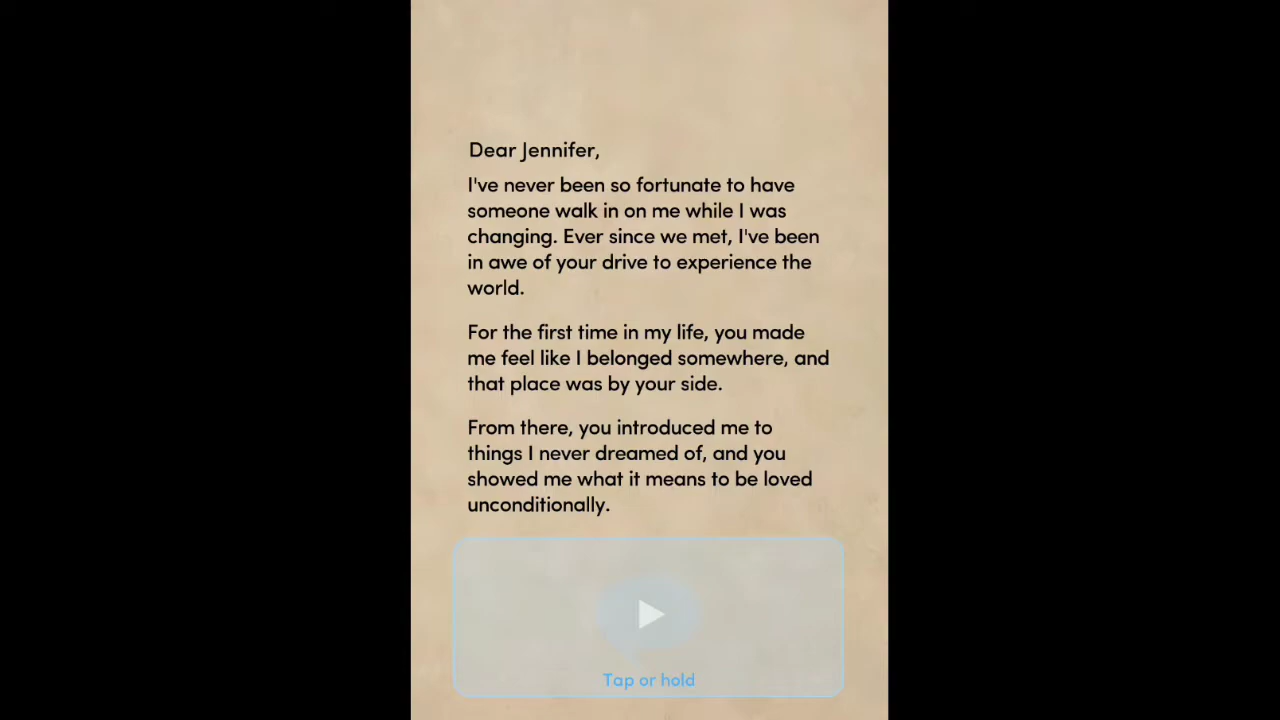 Dear Jennifer,
I've never been so fortunate to have
someone walk in on me while I was
changing. Ever since we met, I've been
in awe of your drive to experience the
world.
For the first time in my life, you made
me feel like I belonged somewhere, and
that place was by your side.
From there, you introduced me to
things I never dreamed of, and you
showed me what it means to be loved
unconditionally.
Tap or hold